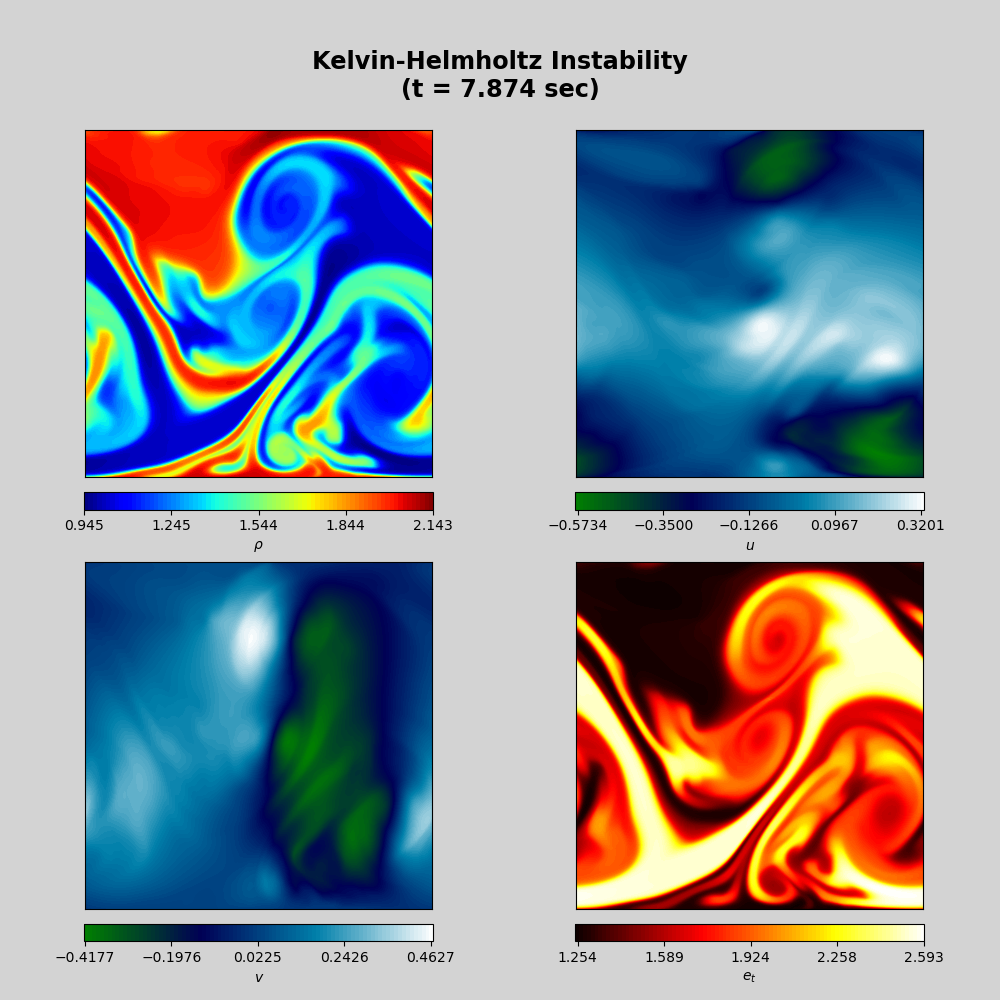 Kelvin-Helmholtz Instability
(t = 7.874 sec)
0.945 1.245 1.544 1.844 2.143
ρ
−0.5734 −0.3500 −0.1266 0.0967 0.3201
u
−0.4177 −0.1976 0.0225 0.2426 0.4627
v
1.254 1.589 1.924 2.258 2.593
e_t